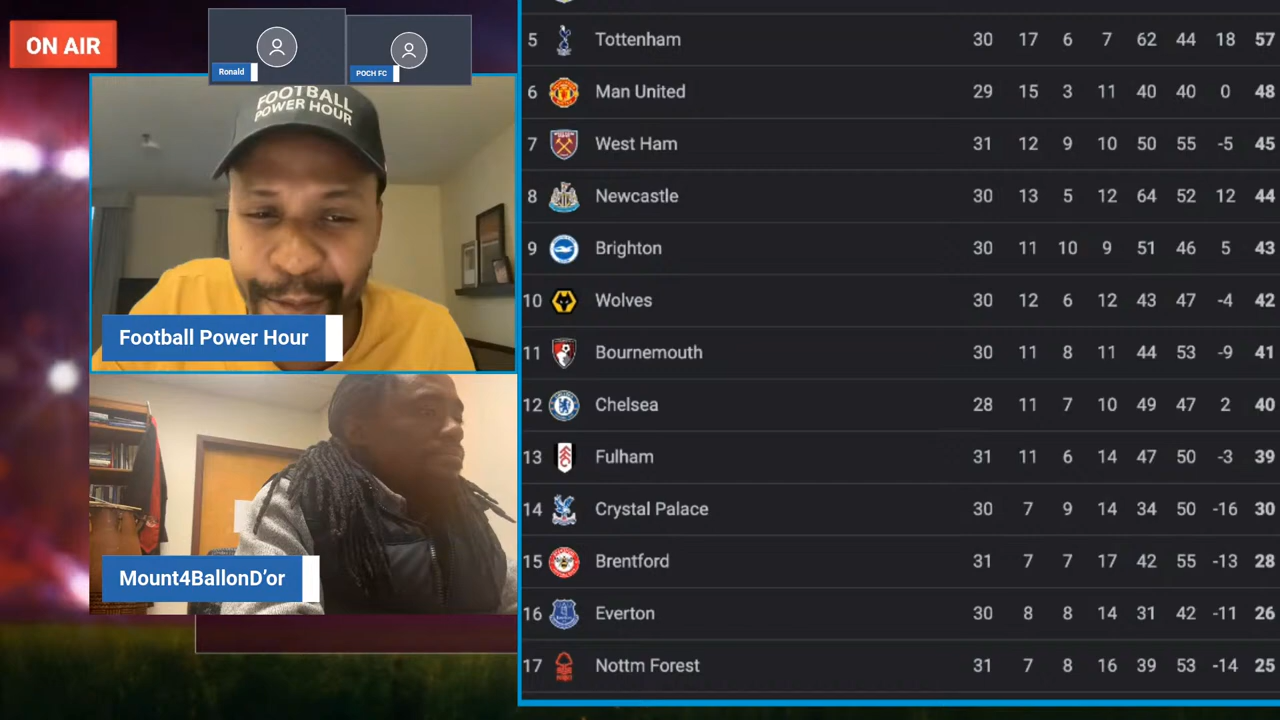 ON AIR
Ronald
POCH FC
FOOTBALL
POWER HOUR
Football Power Hour
Mount4BallonD'or
5 Tottenham 30 17 6 7 62 44 18 57
6 Man United 29 15 3 11 40 40 0 48
7 West Ham 31 12 9 10 50 55 -5 45
8 Newcastle 30 13 5 12 64 52 12 44
9 Brighton 30 11 10 9 51 46 5 43
10 Wolves 30 12 6 12 43 47 -4 42
11 Bournemouth 30 11 8 11 44 53 -9 41
12 Chelsea 28 11 7 10 49 47 2 40
13 Fulham 31 11 6 14 47 50 -3 39
14 Crystal Palace 30 7 9 14 34 50 -16 30
15 Brentford 31 7 7 17 42 55 -13 28
16 Everton 30 8 8 14 31 42 -11 26
17 Nottm Forest 31 7 8 16 39 53 -14 25